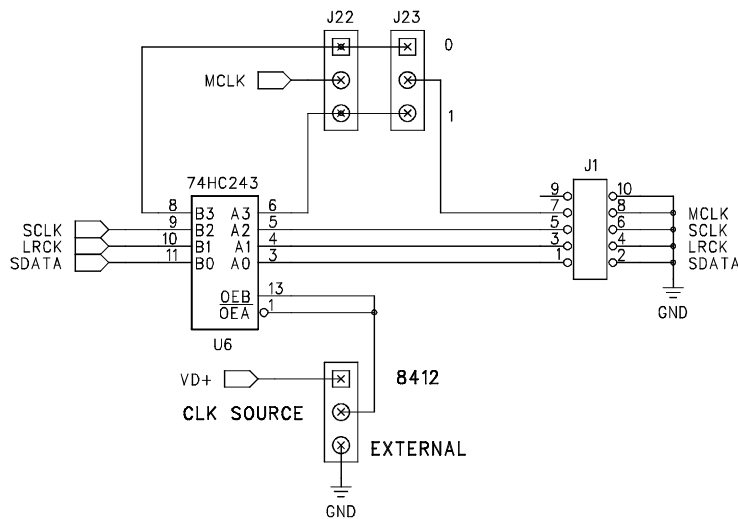 J22 J23
0
MCLK
1
J1
74HC243
9 10
8 B3 A3 6
7 8 MCLK
SCLK 9 B2 A2 5
5 6 SCLK
LRCK 10 B1 A1 4
3 4 LRCK
SDATA 11 B0 A0 3
1 2 SDATA
OEB 13
OEA 1
GND
U6
VD+
8412
CLK SOURCE
EXTERNAL
GND